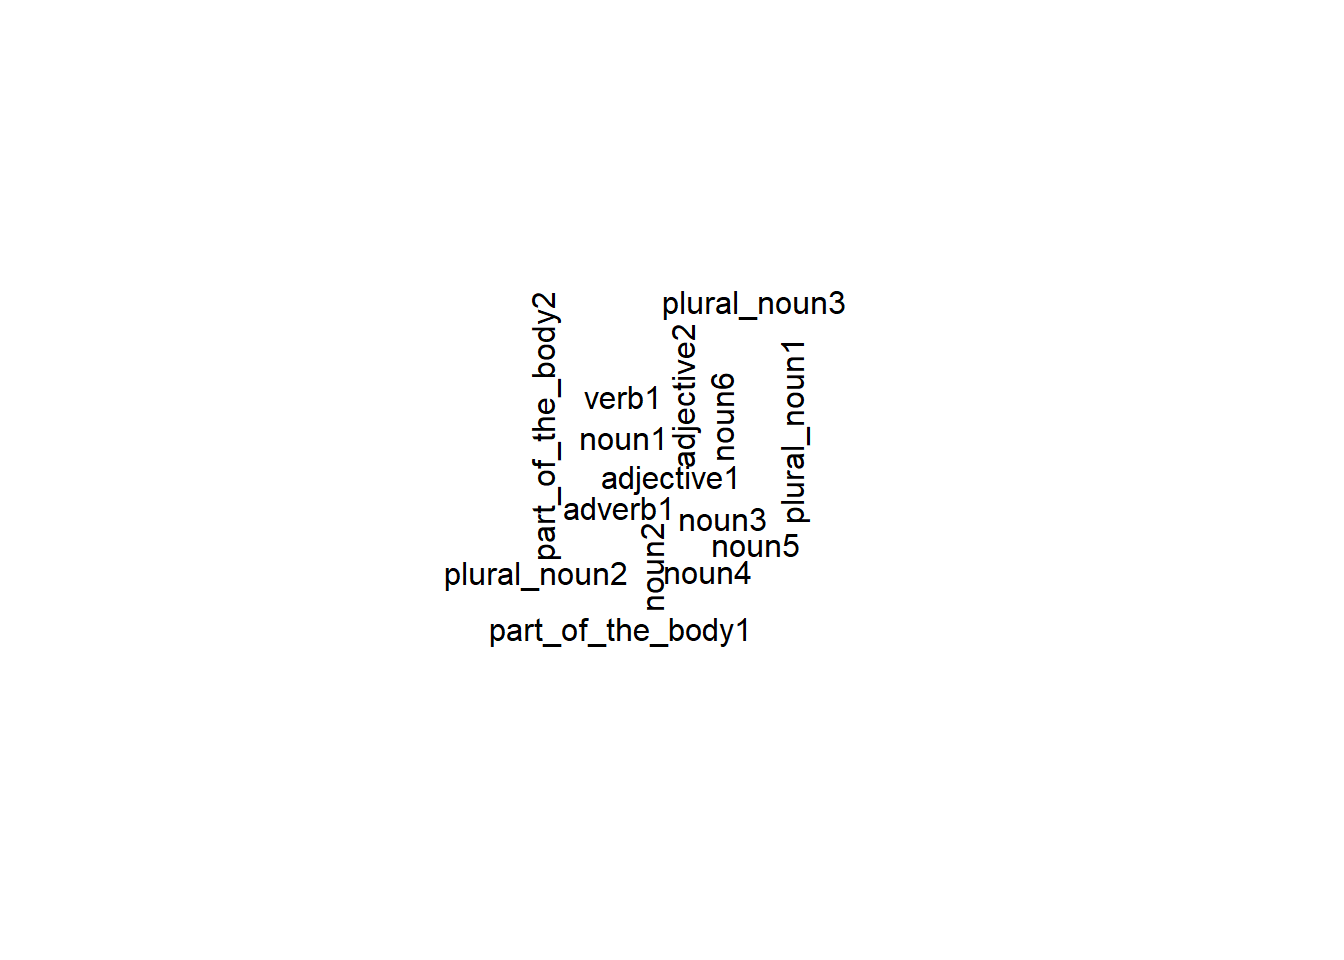 plural_noun3
part_of_the_body2
adjective2
plural_noun1
noun6
verb1
noun1
adjective1
adverb1
noun3
noun2
noun5
plural_noun2
noun4
part_of_the_body1